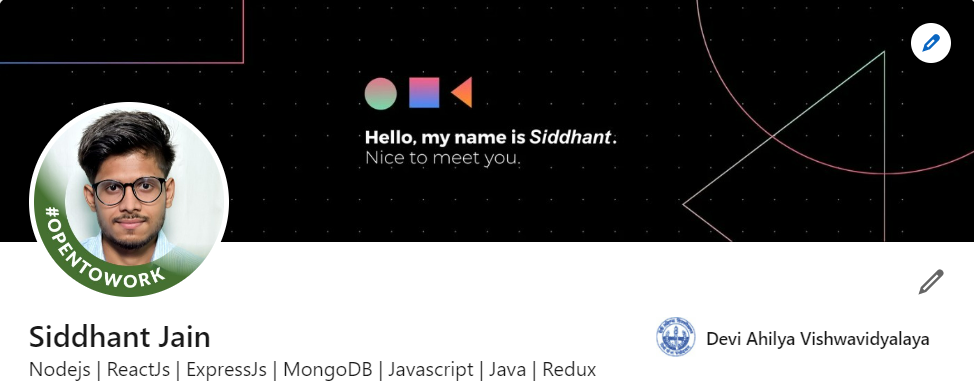 Hello, my name is Siddhant.
Nice to meet you.
#OPENTOWORK
Siddhant Jain
Devi Ahilya Vishwavidyalaya
Nodejs | ReactJs | ExpressJs | MongoDB | Javascript | Java | Redux